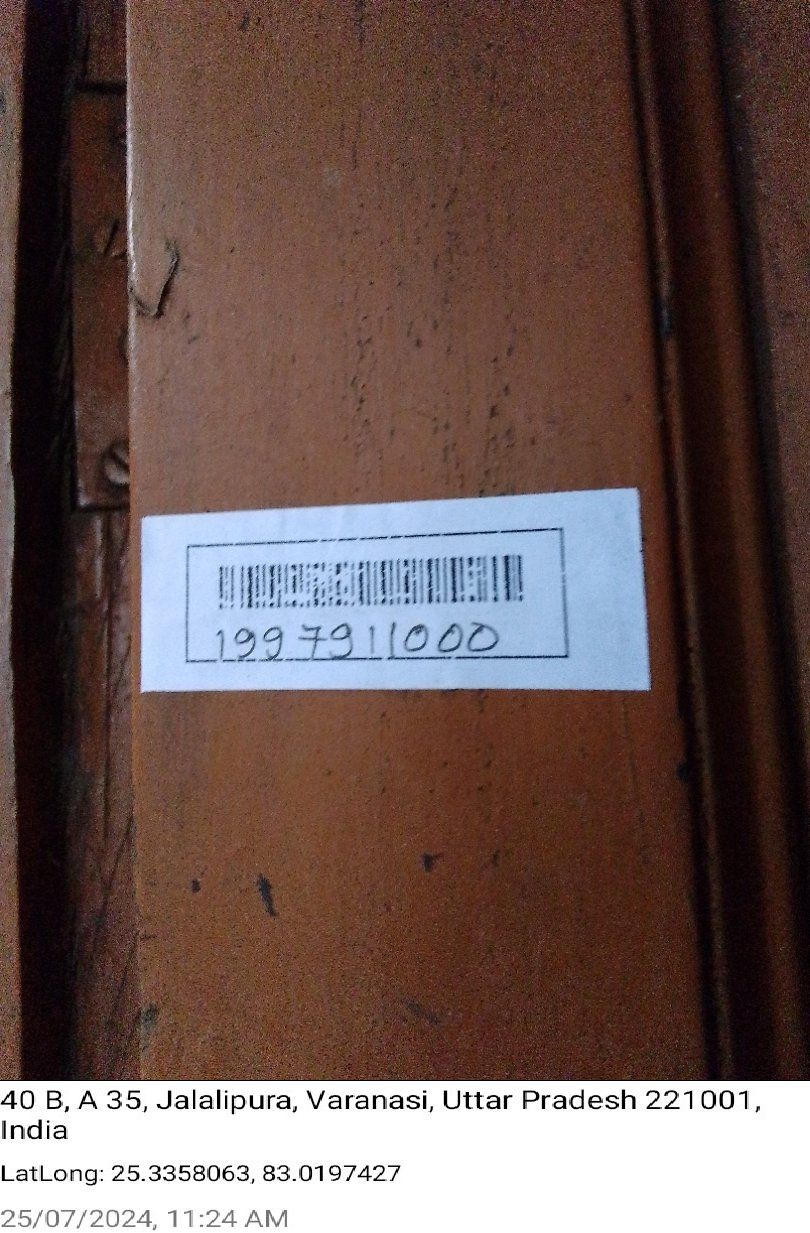 1997911000
40 B, A 35, Jalalipura, Varanasi, Uttar Pradesh 221001,
India
LatLong: 25.3358063, 83.0197427
25/07/2024, 11:24 AM